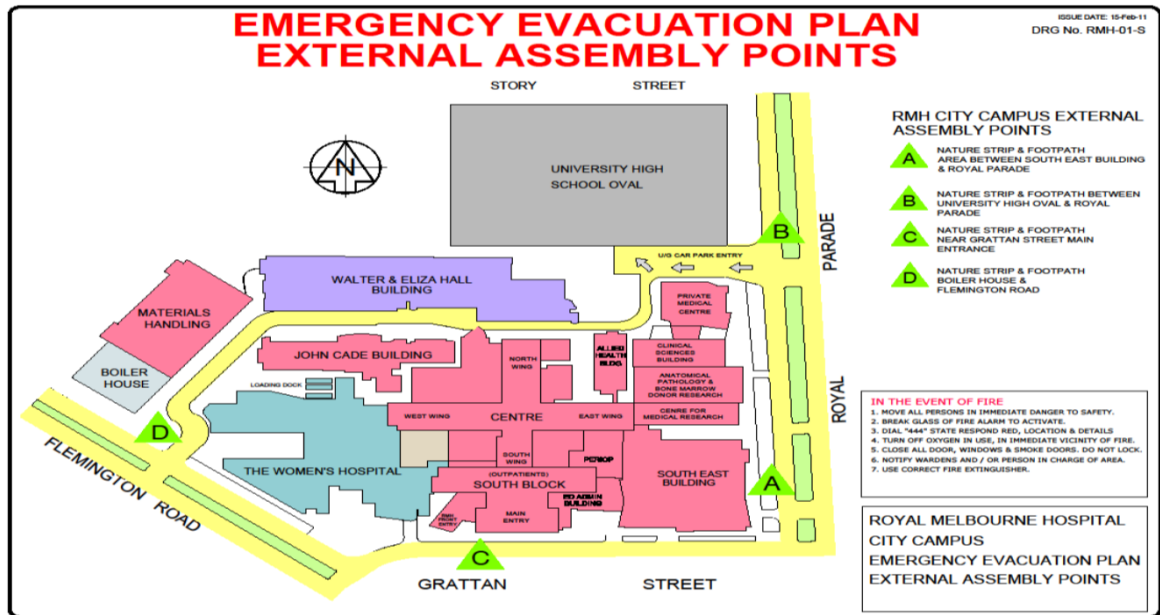 EMERGENCY EVACUATION PLAN
EXTERNAL ASSEMBLY POINTS
ISSUE DATE: 15-Feb-11
DRG No. RMH-01-S
STORY STREET
N
UNIVERSITY HIGH
SCHOOL OVAL
RMH CITY CAMPUS EXTERNAL
ASSEMBLY POINTS
A
NATURE STRIP & FOOTPATH
AREA BETWEEN SOUTH EAST BUILDING
& ROYAL PARADE
B
NATURE STRIP & FOOTPATH BETWEEN
UNIVERSITY HIGH OVAL & ROYAL
PARADE
C
NATURE STRIP & FOOTPATH
NEAR GRATTAN STREET MAIN
ENTRANCE
D
NATURE STRIP & FOOTPATH
BOILER HOUSE &
FLEMINGTON ROAD
B
ROYAL PARADE
U/G CAR PARK ENTRY
WALTER & ELIZA HALL
BUILDING
MATERIALS
HANDLING
PRIVATE
MEDICAL
CENTRE
BOILER
HOUSE
JOHN CADE BUILDING
NORTH
WING
ALLIED
HEALTH
BLDG
CLINICAL
SCIENCES
BUILDING
LOADING DOCK
ANATOMICAL
PATHOLOGY &
BONE MARROW
DONOR RESEARCH
WEST WING
CENTRE
EAST WING
CENRE FOR
MEDICAL RESEARCH
D
FLEMINGTON ROAD
THE WOMEN'S HOSPITAL
SOUTH
WING
PERIOP
(OUTPATIENTS)
SOUTH BLOCK
SOUTH EAST
BUILDING
A
RMH
FRONT
ENTRY
MAIN
ENTRY
ED ADMIN
BUILDING
C
GRATTAN STREET
IN THE EVENT OF FIRE
1. MOVE ALL PERSONS IN IMMEDIATE DANGER TO SAFETY.
2. BREAK GLASS OF FIRE ALARM TO ACTIVATE.
3. DIAL "444" STATE RESPOND RED, LOCATION & DETAILS
4. TURN OFF OXYGEN IN USE, IN IMMEDIATE VICINITY OF FIRE.
5. CLOSE ALL DOOR, WINDOWS & SMOKE DOORS. DO NOT LOCK.
6. NOTIFY WARDENS AND / OR PERSON IN CHARGE OF AREA.
7. USE CORRECT FIRE EXTINGUISHER.
ROYAL MELBOURNE HOSPITAL
CITY CAMPUS
EMERGENCY EVACUATION PLAN
EXTERNAL ASSEMBLY POINTS